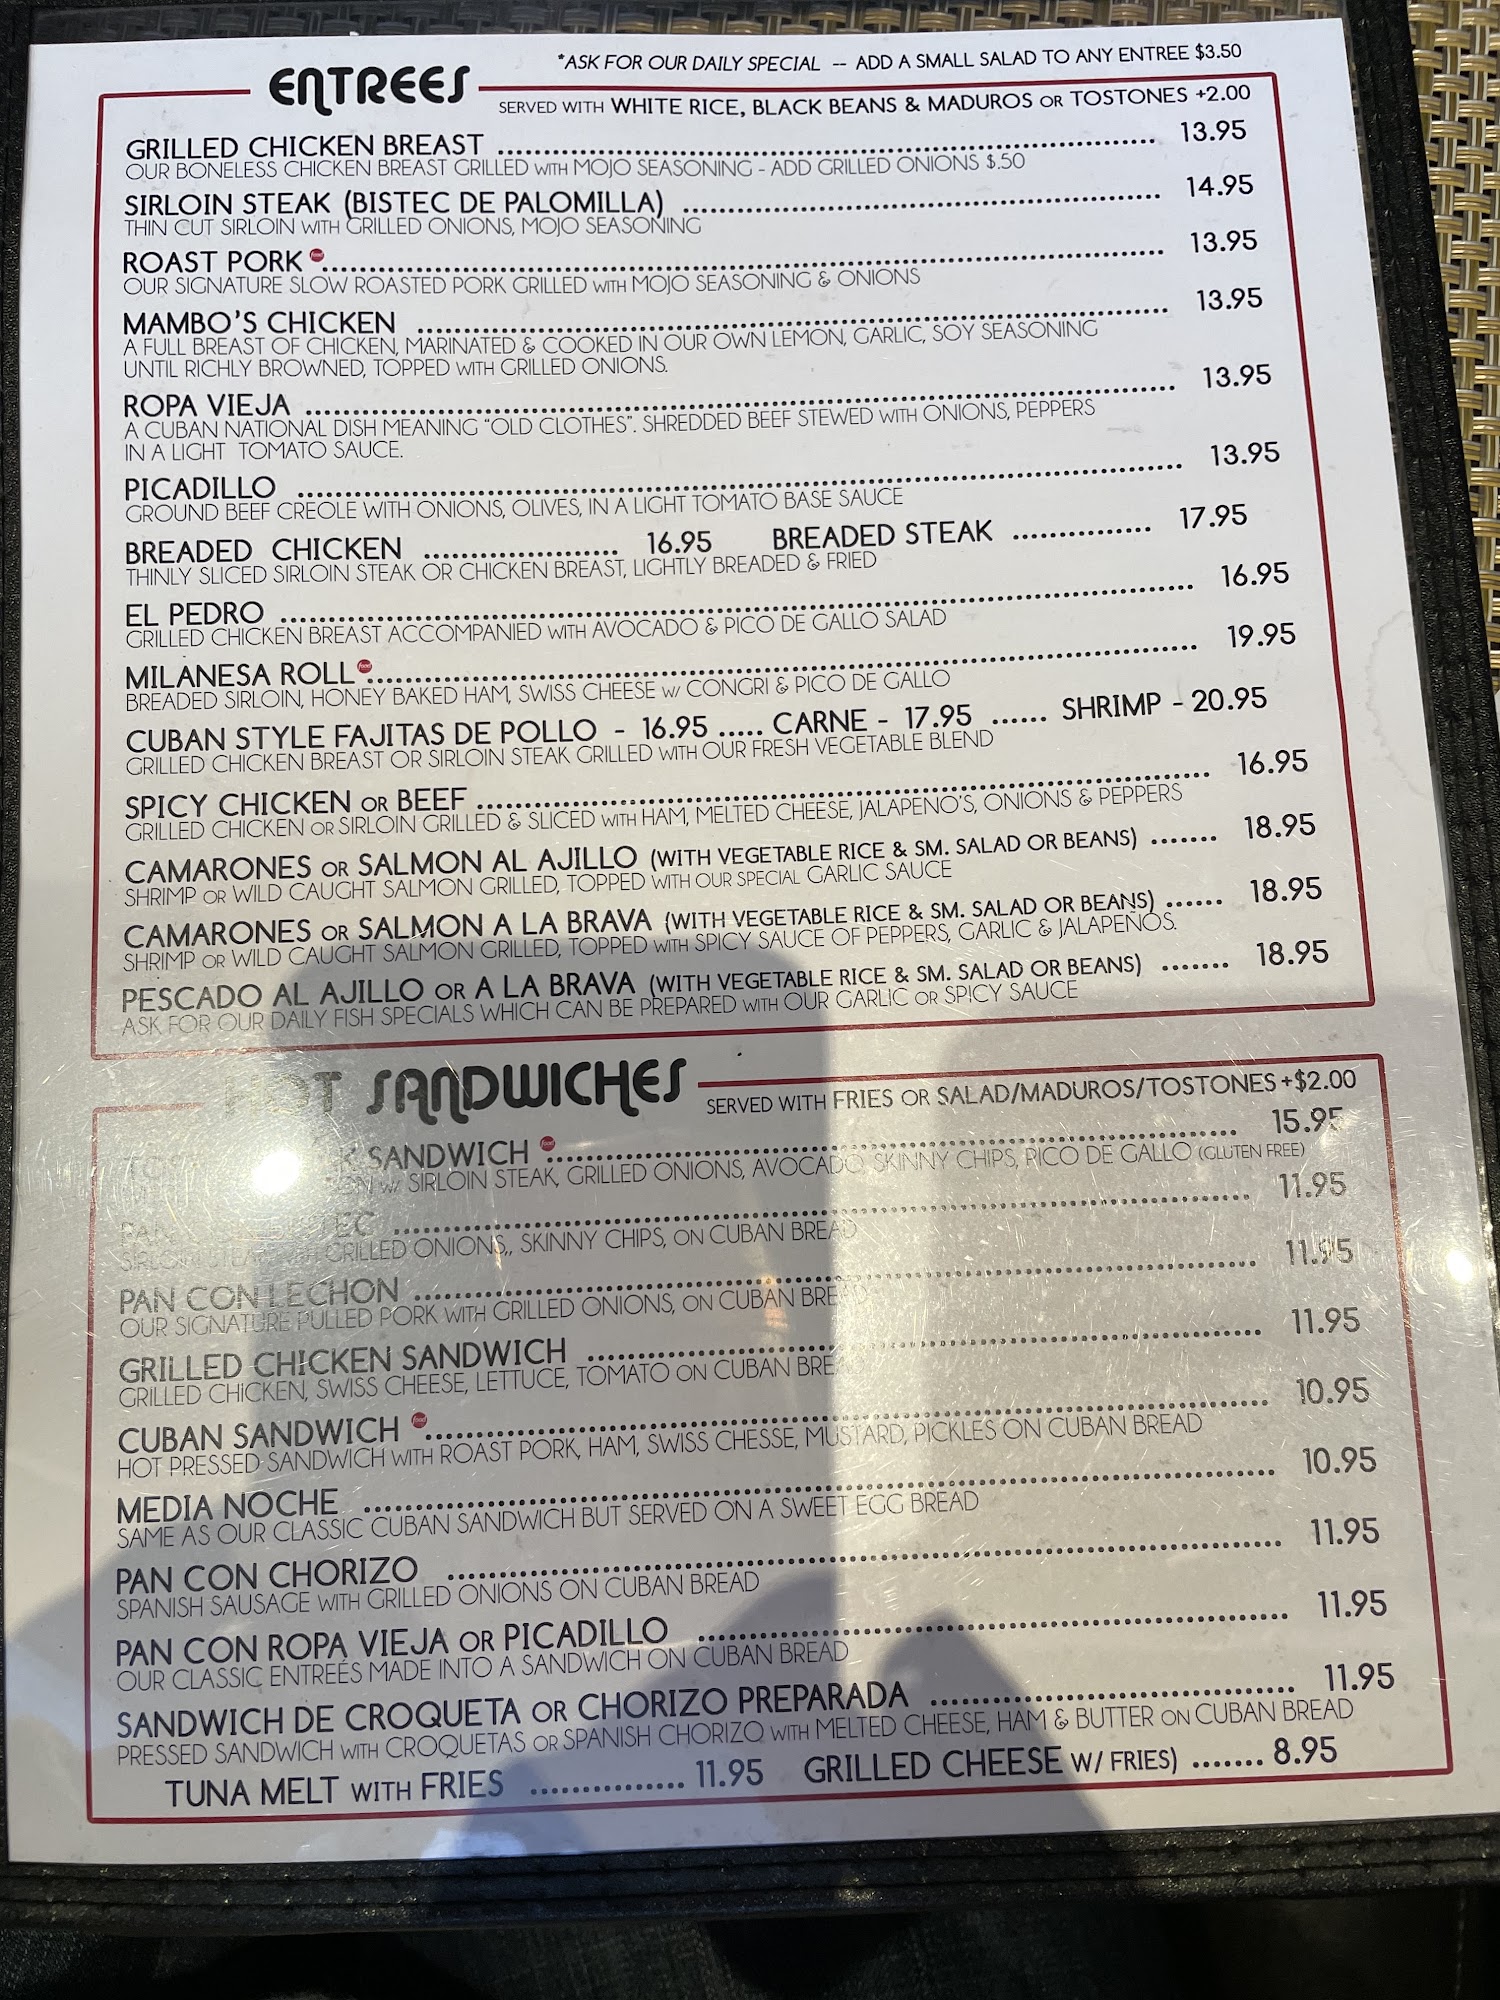 *ASK FOR OUR DAILY SPECIAL -- ADD A SMALL SALAD TO ANY ENTREE $3.50
ENTREES
SERVED WITH WHITE RICE, BLACK BEANS & MADUROS OR TOSTONES +2.00
GRILLED CHICKEN BREAST ........ 13.95
OUR BONELESS CHICKEN BREAST GRILLED WITH MOJO SEASONING - ADD GRILLED ONIONS $.50
SIRLOIN STEAK (BISTEC DE PALOMILLA) ........ 14.95
THIN CUT SIRLOIN WITH GRILLED ONIONS, MOJO SEASONING
ROAST PORK food ........ 13.95
OUR SIGNATURE SLOW ROASTED PORK GRILLED WITH MOJO SEASONING & ONIONS
MAMBO'S CHICKEN ........ 13.95
A FULL BREAST OF CHICKEN, MARINATED & COOKED IN OUR OWN LEMON, GARLIC, SOY SEASONING
UNTIL RICHLY BROWNED, TOPPED WITH GRILLED ONIONS.
ROPA VIEJA ........ 13.95
A CUBAN NATIONAL DISH MEANING "OLD CLOTHES". SHREDDED BEEF STEWED WITH ONIONS, PEPPERS
IN A LIGHT TOMATO SAUCE.
PICADILLO ........ 13.95
GROUND BEEF CREOLE WITH ONIONS, OLIVES, IN A LIGHT TOMATO BASE SAUCE
BREADED CHICKEN ........ 16.95 BREADED STEAK ........ 17.95
THINLY SLICED SIRLOIN STEAK OR CHICKEN BREAST, LIGHTLY BREADED & FRIED
EL PEDRO ........ 16.95
GRILLED CHICKEN BREAST ACCOMPANIED WITH AVOCADO & PICO DE GALLO SALAD
MILANESA ROLL food ........ 19.95
BREADED SIRLOIN, HONEY BAKED HAM, SWISS CHEESE W/ CONGRI & PICO DE GALLO
CUBAN STYLE FAJITAS DE POLLO - 16.95 ..... CARNE - 17.95 ...... SHRIMP - 20.95
GRILLED CHICKEN BREAST OR SIRLOIN STEAK GRILLED WITH OUR FRESH VEGETABLE BLEND
SPICY CHICKEN OR BEEF ........ 16.95
GRILLED CHICKEN OR SIRLOIN GRILLED & SLICED WITH HAM, MELTED CHEESE, JALAPENO'S, ONIONS & PEPPERS
CAMARONES OR SALMON AL AJILLO (WITH VEGETABLE RICE & SM. SALAD OR BEANS) ....... 18.95
SHRIMP OR WILD CAUGHT SALMON GRILLED, TOPPED WITH OUR SPECIAL GARLIC SAUCE
CAMARONES OR SALMON A LA BRAVA (WITH VEGETABLE RICE & SM. SALAD OR BEANS) ...... 18.95
SHRIMP OR WILD CAUGHT SALMON GRILLED, TOPPED WITH SPICY SAUCE OF PEPPERS, GARLIC & JALAPEÑOS.
PESCADO AL AJILLO OR A LA BRAVA (WITH VEGETABLE RICE & SM. SALAD OR BEANS) ....... 18.95
ASK FOR OUR DAILY FISH SPECIALS WHICH CAN BE PREPARED WITH OUR GARLIC OR SPICY SAUCE
HOT SANDWICHES
SERVED WITH FRIES OR SALAD/MADUROS/TOSTONES +$2.00
SANDWICH food ........ 15.95
W/ SIRLOIN STEAK, GRILLED ONIONS, AVOCADO, SKINNY CHIPS, PICO DE GALLO (GLUTEN FREE)
........ 11.95
GRILLED ONIONS,, SKINNY CHIPS, ON CUBAN BREAD
PAN CON LECHON ........ 11.95
OUR SIGNATURE PULLED PORK WITH GRILLED ONIONS, ON CUBAN BREAD
GRILLED CHICKEN SANDWICH ........ 11.95
GRILLED CHICKEN, SWISS CHEESE, LETTUCE, TOMATO ON CUBAN BREAD
CUBAN SANDWICH food ........ 10.95
HOT PRESSED SANDWICH WITH ROAST PORK, HAM, SWISS CHESSE, MUSTARD, PICKLES ON CUBAN BREAD
MEDIA NOCHE ........ 10.95
SAME AS OUR CLASSIC CUBAN SANDWICH BUT SERVED ON A SWEET EGG BREAD
PAN CON CHORIZO ........ 11.95
SPANISH SAUSAGE WITH GRILLED ONIONS ON CUBAN BREAD
PAN CON ROPA VIEJA OR PICADILLO ........ 11.95
OUR CLASSIC ENTREÉS MADE INTO A SANDWICH ON CUBAN BREAD
SANDWICH DE CROQUETA OR CHORIZO PREPARADA ........ 11.95
PRESSED SANDWICH WITH CROQUETAS OR SPANISH CHORIZO WITH MELTED CHEESE, HAM & BUTTER ON CUBAN BREAD
TUNA MELT WITH FRIES ........ 11.95 GRILLED CHEESE W/ FRIES) ....... 8.95